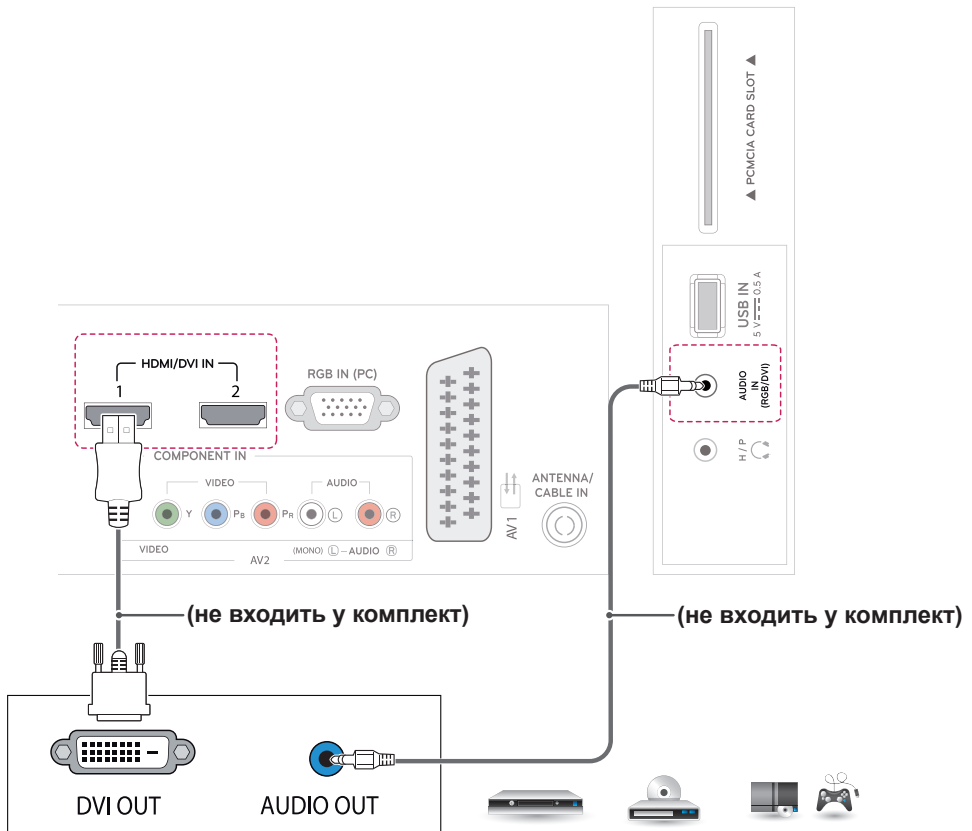 ▲ PCMCIA CARD SLOT ▲
USB IN
5 V 0.5 A
AUDIO
IN
(RGB/DVI)
H / P
HDMI/DVI IN
1 2
RGB IN (PC)
COMPONENT IN
VIDEO AUDIO
Y PB PR L R
VIDEO (MONO) L – AUDIO R
AV2
AV1
ANTENNA/
CABLE IN
(не входить у комплект)
(не входить у комплект)
DVI OUT
AUDIO OUT